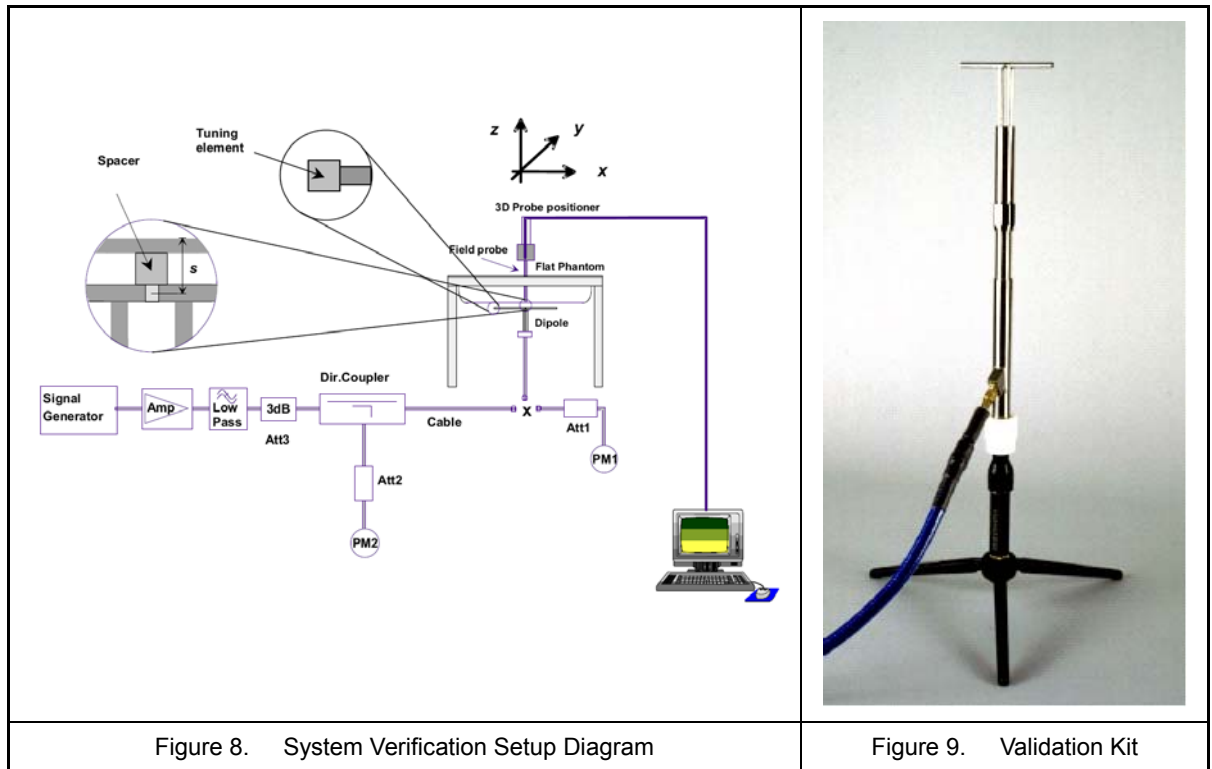 Tuning
element
Spacer
s
z
y
x
3D Probe positioner
Field probe
Flat Phantom
Dipole
Dir.Coupler
Signal
Generator
Amp
Low
Pass
3dB
Att3
Cable
x
Att1
PM1
Att2
PM2
Figure 8. System Verification Setup Diagram
Figure 9. Validation Kit